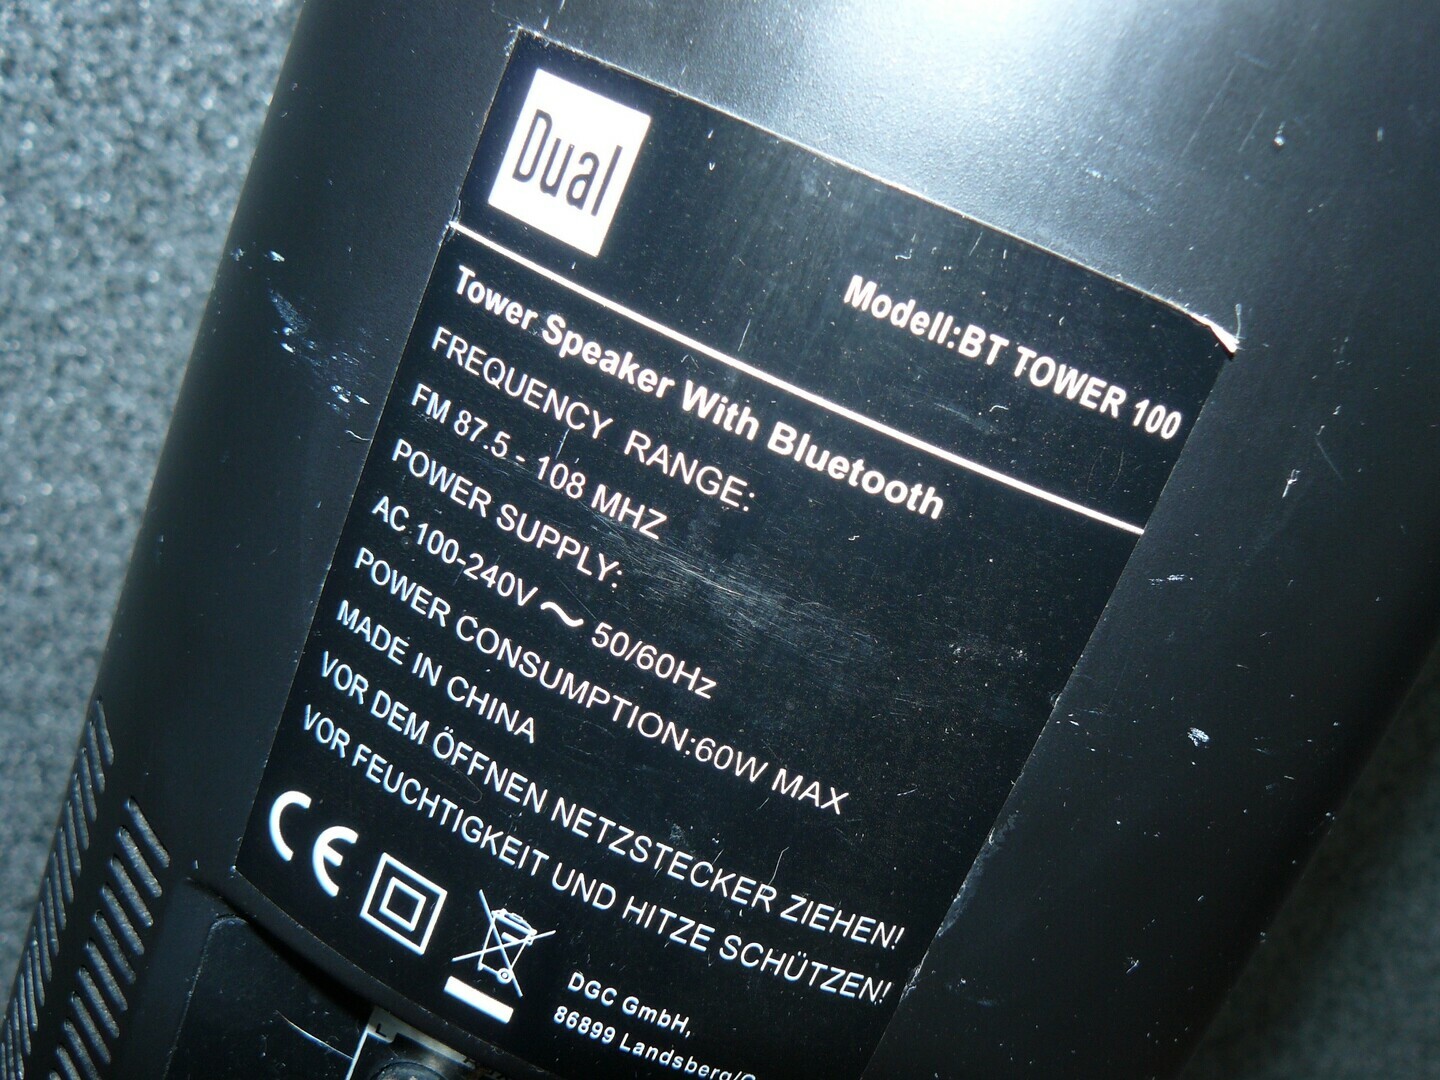 Dual
Modell:BT TOWER 100
Tower Speaker With Bluetooth
FREQUENCY RANGE:
FM 87.5 - 108 MHZ
POWER SUPPLY:
AC 100-240V ~ 50/60Hz
POWER CONSUMPTION:60W MAX
MADE IN CHINA
VOR DEM ÖFFNEN NETZSTECKER ZIEHEN!
VOR FEUCHTIGKEIT UND HITZE SCHÜTZEN!
CE
DGC GmbH,
86899 Landsberg/
L